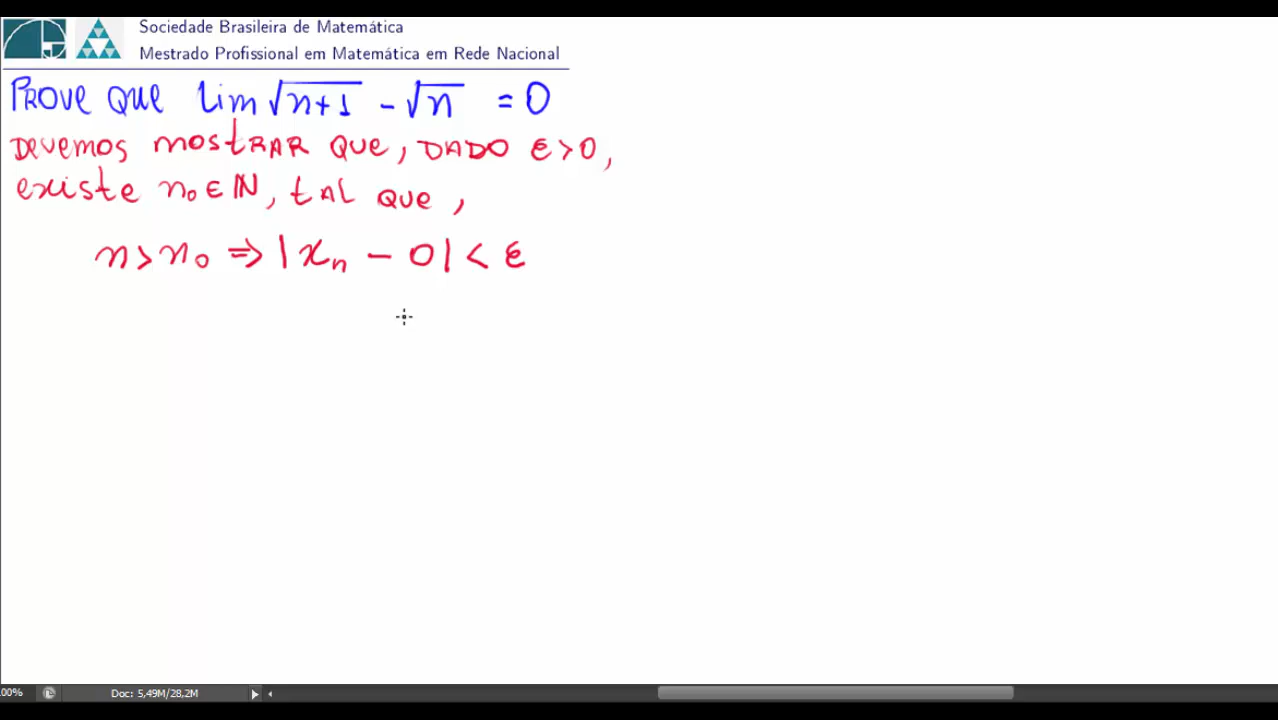 Sociedade Brasileira de Matemática
Mestrado Profissional em Matemática em Rede Nacional
PROVE QUE lim √n+1 - √n = 0
DEVEMOS MOSTRAR QUE, DADO ε > 0,
EXISTE n₀ ∈ ℕ, TAL QUE,
n > n₀ ⇒ |xₙ - 0| < ε
00%
Doc: 5,49M/28,2M